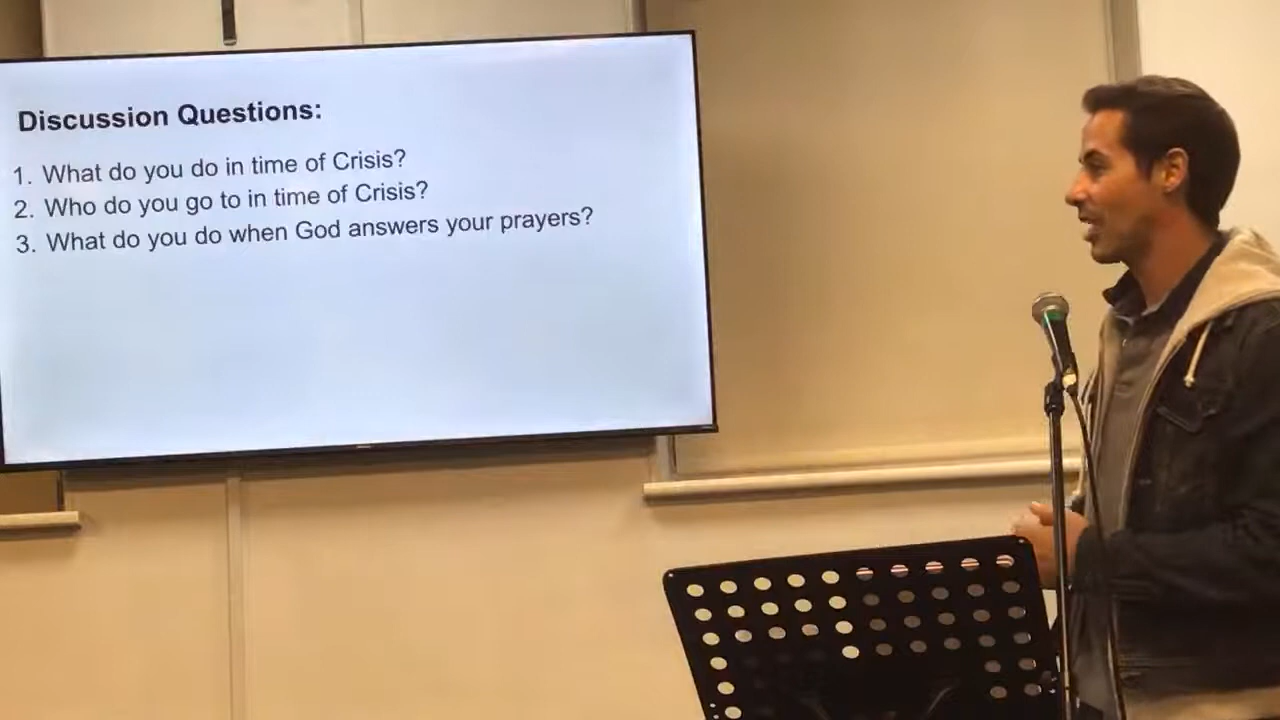 Discussion Questions:
1. What do you do in time of Crisis?
2. Who do you go to in time of Crisis?
3. What do you do when God answers your prayers?